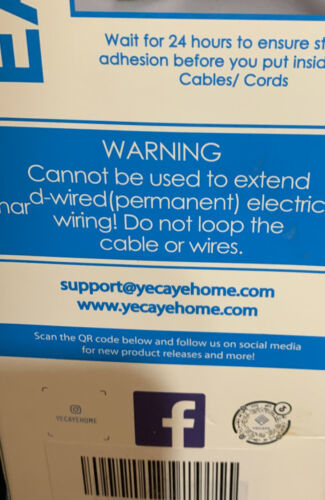 EA
Wait for 24 hours to ensure st
adhesion before you put insid
Cables/ Cords
WARNING
Cannot be used to extend
hard-wired(permanent) electric
wiring! Do not loop the
cable or wires.
support@yecayehome.com
www.yecayehome.com
Scan the QR code below and follow us on social media
for new product releases and more!
YECAYEHOME
f